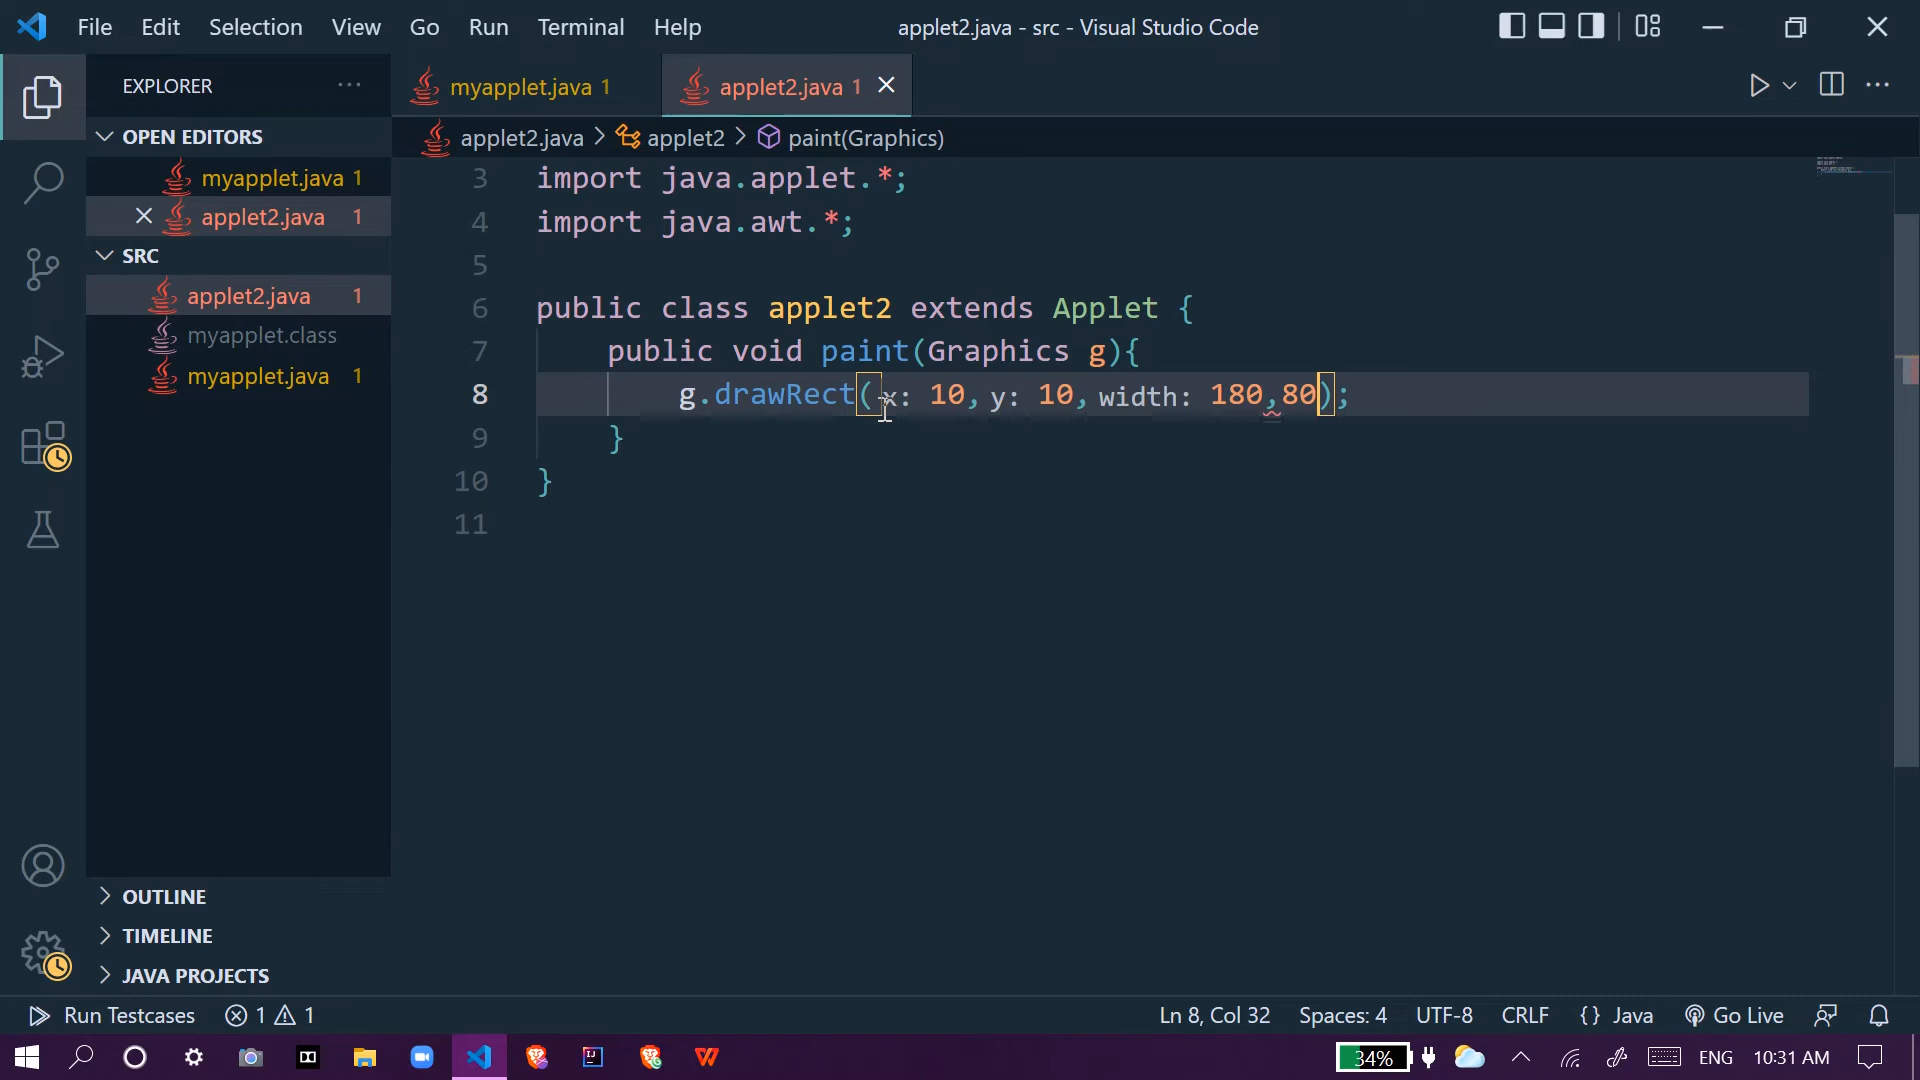 File Edit Selection View Go Run Terminal Help applet2.java - src - Visual Studio Code
EXPLORER
OPEN EDITORS
myapplet.java 1
applet2.java 1
SRC
applet2.java 1
myapplet.class
myapplet.java 1
OUTLINE
TIMELINE
JAVA PROJECTS
myapplet.java 1 applet2.java 1
applet2.java > applet2 > paint(Graphics)
3 import java.applet.*;
4 import java.awt.*;
5
6 public class applet2 extends Applet {
7 public void paint(Graphics g){
8 g.drawRect( x: 10, y: 10, width: 180,80);
9 }
10 }
11
Run Testcases 1 1 Ln 8, Col 32 Spaces: 4 UTF-8 CRLF {} Java Go Live
34% ENG 10:31 AM